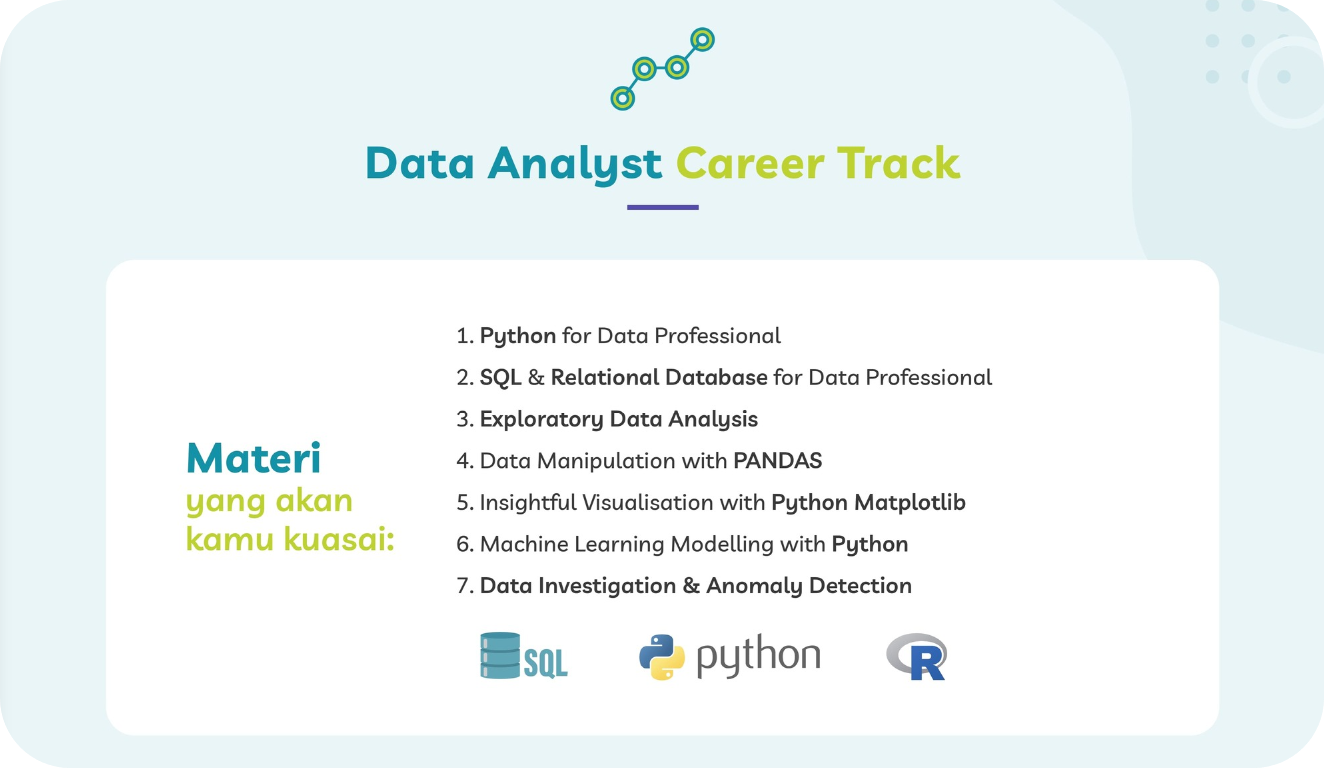 Data Analyst Career Track
Materi
yang akan
kamu kuasai:
1. Python for Data Professional
2. SQL & Relational Database for Data Professional
3. Exploratory Data Analysis
4. Data Manipulation with PANDAS
5. Insightful Visualisation with Python Matplotlib
6. Machine Learning Modelling with Python
7. Data Investigation & Anomaly Detection
SQL python R